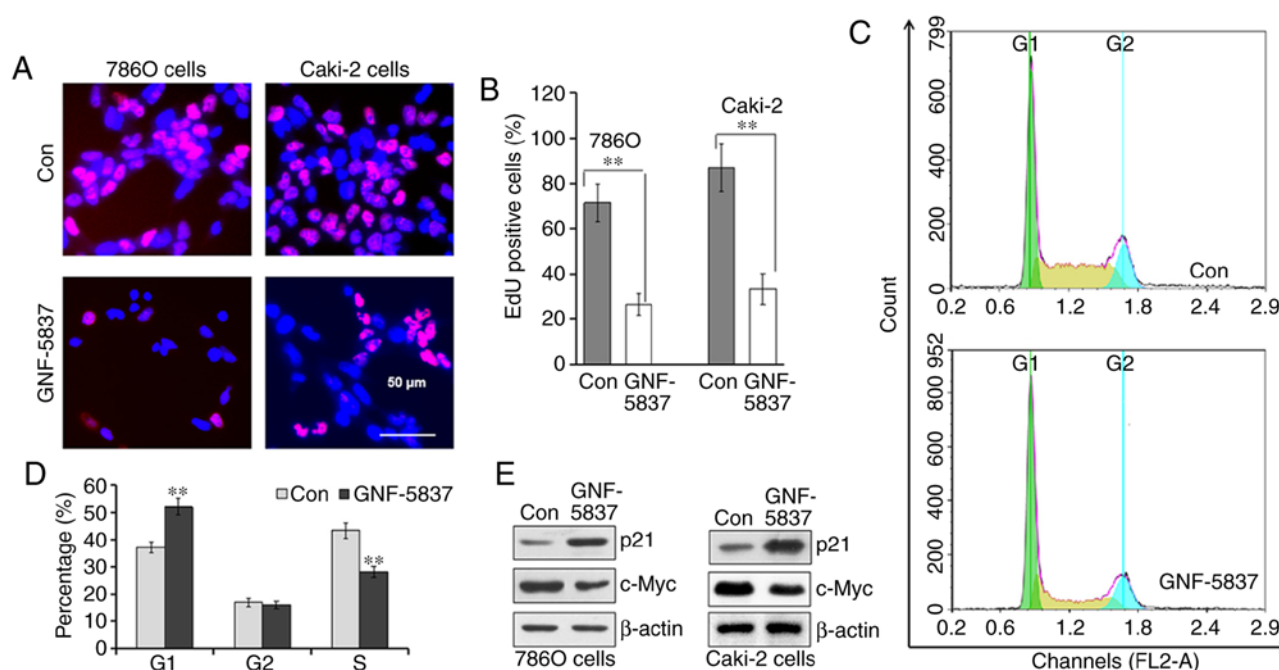 A
786O cells Caki-2 cells
Con
GNF-5837
50 µm
B
EdU positive cells (%)
120
100
80
60
40
20
0
786O
**
Caki-2
**
Con GNF-
5837
Con GNF-
5837
C
Count
799
600
400
200
0
G1 G2
Con
0.2 0.6 1.2 1.8 2.4 2.9
952
800
600
400
200
0
G1 G2
GNF-5837
0.2 0.6 1.2 1.8 2.4 2.9
Channels (FL2-A)
D
Percentage (%)
60
50
40
30
20
10
0
Con GNF-5837
**
**
G1 G2 S
E
Con GNF-
5837
p21
c-Myc
β-actin
786O cells
Con GNF-
5837
p21
c-Myc
β-actin
Caki-2 cells